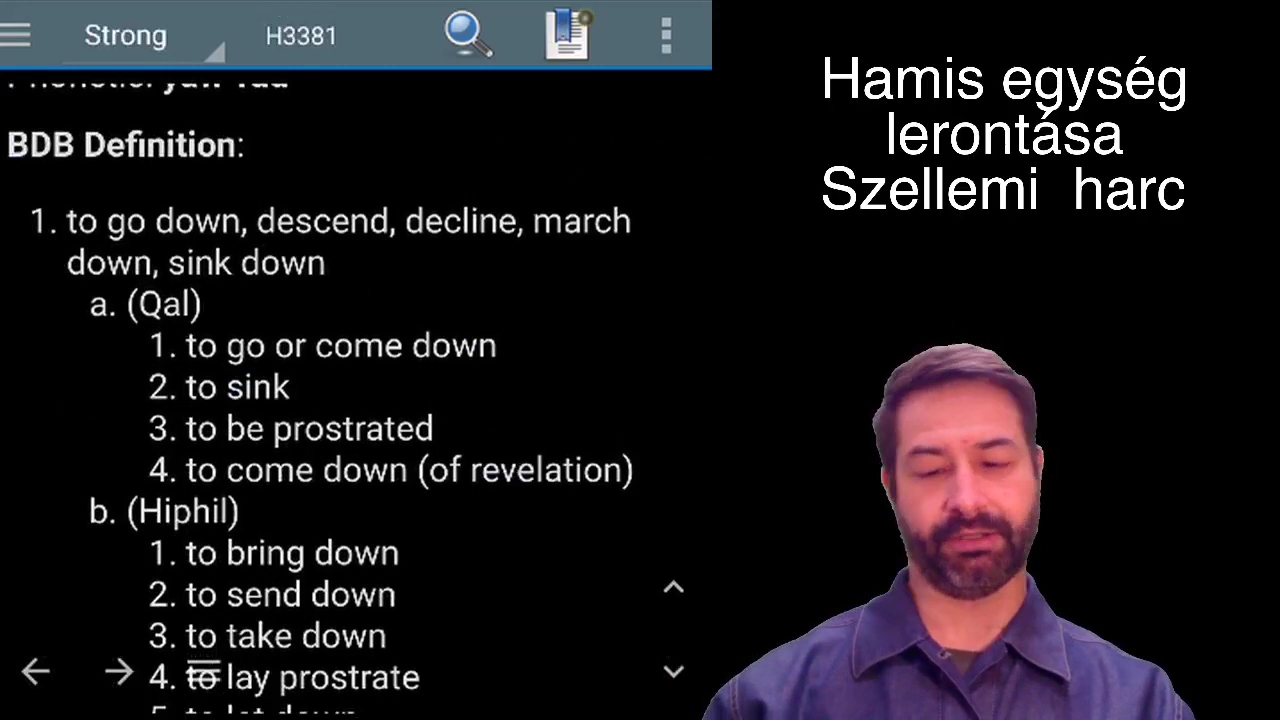 Strong H3381
BDB Definition:
1. to go down, descend, decline, march
down, sink down
a. (Qal)
1. to go or come down
2. to sink
3. to be prostrated
4. to come down (of revelation)
b. (Hiphil)
1. to bring down
2. to send down
3. to take down
4. to lay prostrate
Hamis egység
lerontása
Szellemi harc